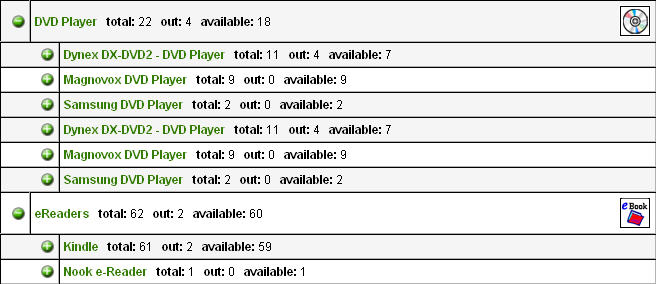 DVD Player total: 22 out: 4 available: 18
Dynex DX-DVD2 - DVD Player total: 11 out: 4 available: 7
Magnovox DVD Player total: 9 out: 0 available: 9
Samsung DVD Player total: 2 out: 0 available: 2
Dynex DX-DVD2 - DVD Player total: 11 out: 4 available: 7
Magnovox DVD Player total: 9 out: 0 available: 9
Samsung DVD Player total: 2 out: 0 available: 2
eReaders total: 62 out: 2 available: 60
eBook
Kindle total: 61 out: 2 available: 59
Nook e-Reader total: 1 out: 0 available: 1